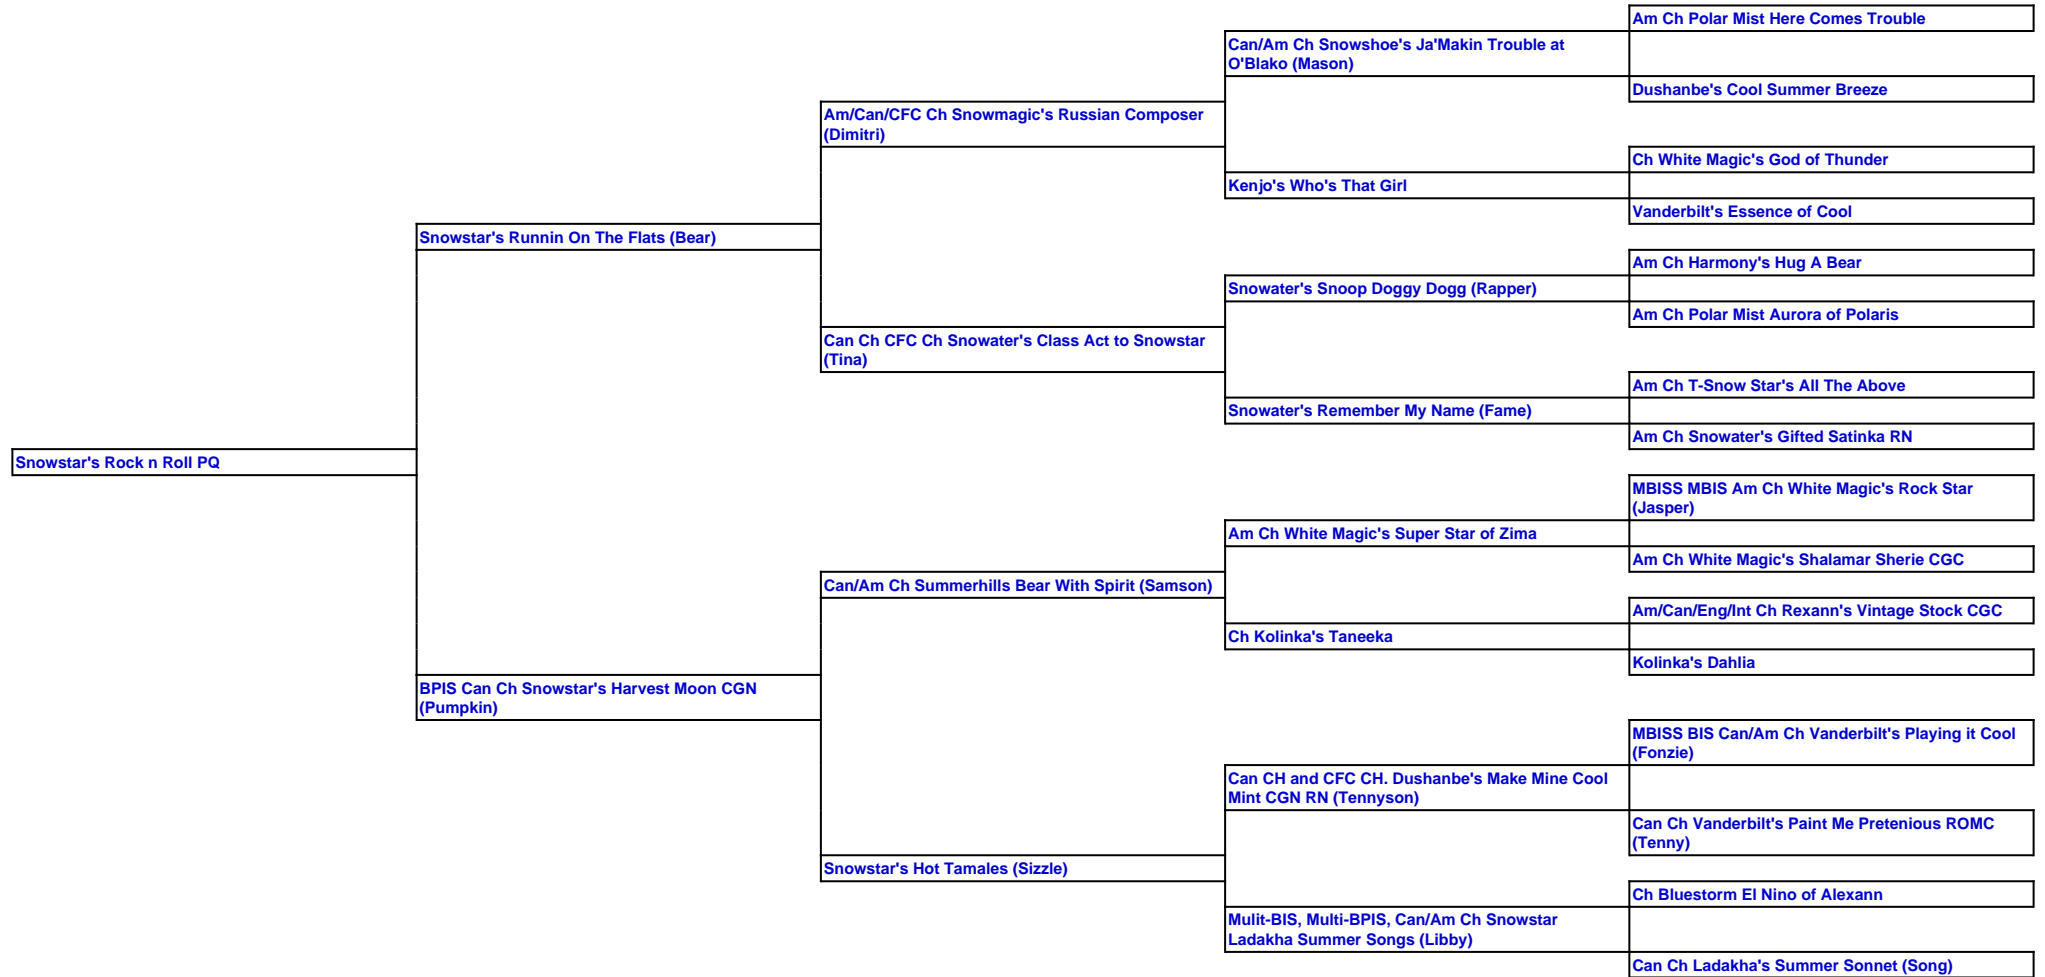 Am Ch Polar Mist Here Comes Trouble
Can/Am Ch Snowshoe's Ja'Makin Trouble at
O'Blako (Mason)
Dushanbe's Cool Summer Breeze
Am/Can/CFC Ch Snowmagic's Russian Composer
(Dimitri)
Ch White Magic's God of Thunder
Kenjo's Who's That Girl
Vanderbilt's Essence of Cool
Snowstar's Runnin On The Flats (Bear)
Am Ch Harmony's Hug A Bear
Snowater's Snoop Doggy Dogg (Rapper)
Am Ch Polar Mist Aurora of Polaris
Can Ch CFC Ch Snowater's Class Act to Snowstar
(Tina)
Am Ch T-Snow Star's All The Above
Snowater's Remember My Name (Fame)
Am Ch Snowater's Gifted Satinka RN
Snowstar's Rock n Roll PQ
MBISS MBIS Am Ch White Magic's Rock Star
(Jasper)
Am Ch White Magic's Super Star of Zima
Am Ch White Magic's Shalamar Sherie CGC
Can/Am Ch Summerhills Bear With Spirit (Samson)
Am/Can/Eng/Int Ch Rexann's Vintage Stock CGC
Ch Kolinka's Taneeka
Kolinka's Dahlia
BPIS Can Ch Snowstar's Harvest Moon CGN
(Pumpkin)
MBISS BIS Can/Am Ch Vanderbilt's Playing it Cool
(Fonzie)
Can CH and CFC CH. Dushanbe's Make Mine Cool
Mint CGN RN (Tennyson)
Can Ch Vanderbilt's Paint Me Pretenious ROMC
(Tenny)
Snowstar's Hot Tamales (Sizzle)
Ch Bluestorm El Nino of Alexann
Mulit-BIS, Multi-BPIS, Can/Am Ch Snowstar
Ladakha Summer Songs (Libby)
Can Ch Ladakha's Summer Sonnet (Song)